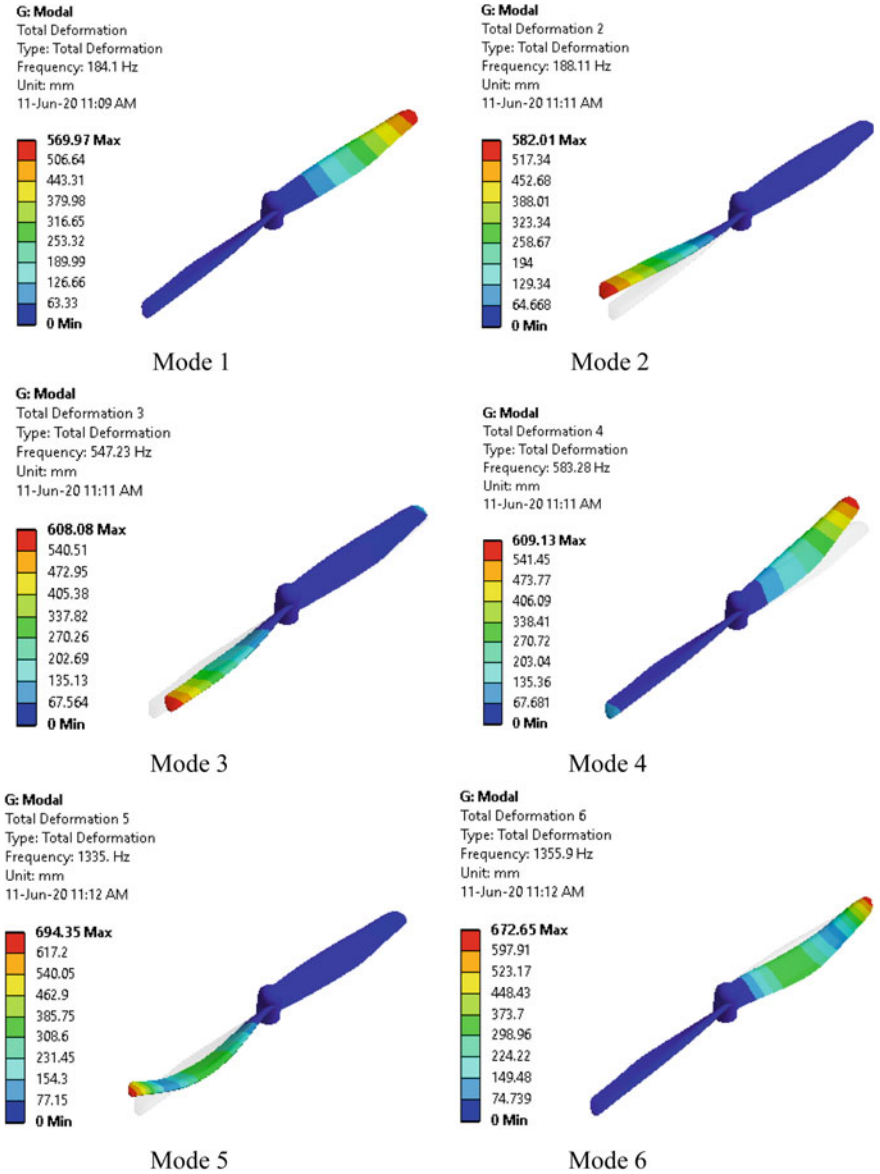 G: Modal
Total Deformation
Type: Total Deformation
Frequency: 184.1 Hz
Unit: mm
11-Jun-20 11:09 AM
569.97 Max
506.64
443.31
379.98
316.65
253.32
189.99
126.66
63.33
0 Min
Mode 1
G: Modal
Total Deformation 2
Type: Total Deformation
Frequency: 188.11 Hz
Unit: mm
11-Jun-20 11:11 AM
582.01 Max
517.34
452.68
388.01
323.34
258.67
194
129.34
64.668
0 Min
Mode 2
G: Modal
Total Deformation 3
Type: Total Deformation
Frequency: 547.23 Hz
Unit: mm
11-Jun-20 11:11 AM
608.08 Max
540.51
472.95
405.38
337.82
270.26
202.69
135.13
67.564
0 Min
Mode 3
G: Modal
Total Deformation 4
Type: Total Deformation
Frequency: 583.28 Hz
Unit: mm
11-Jun-20 11:11 AM
609.13 Max
541.45
473.77
406.09
338.41
270.72
203.04
135.36
67.681
0 Min
Mode 4
G: Modal
Total Deformation 5
Type: Total Deformation
Frequency: 1335. Hz
Unit: mm
11-Jun-20 11:12 AM
694.35 Max
617.2
540.05
462.9
385.75
308.6
231.45
154.3
77.15
0 Min
Mode 5
G: Modal
Total Deformation 6
Type: Total Deformation
Frequency: 1355.9 Hz
Unit: mm
11-Jun-20 11:12 AM
672.65 Max
597.91
523.17
448.43
373.7
298.96
224.22
149.48
74.739
0 Min
Mode 6